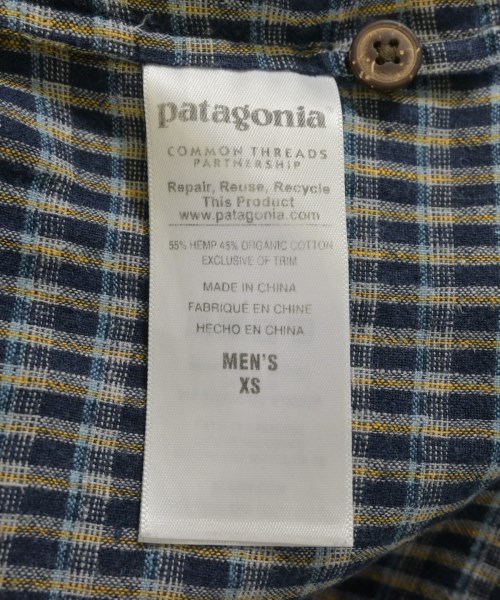 patagonia
COMMON THREADS
PARTNERSHIP
Repair, Reuse, Recycle
This Product
www.patagonia.com
55% HEMP 45% ORGANIC COTTON
EXCLUSIVE OF TRIM
MADE IN CHINA
FABRIQUÉ EN CHINE
HECHO EN CHINA
MEN'S
XS